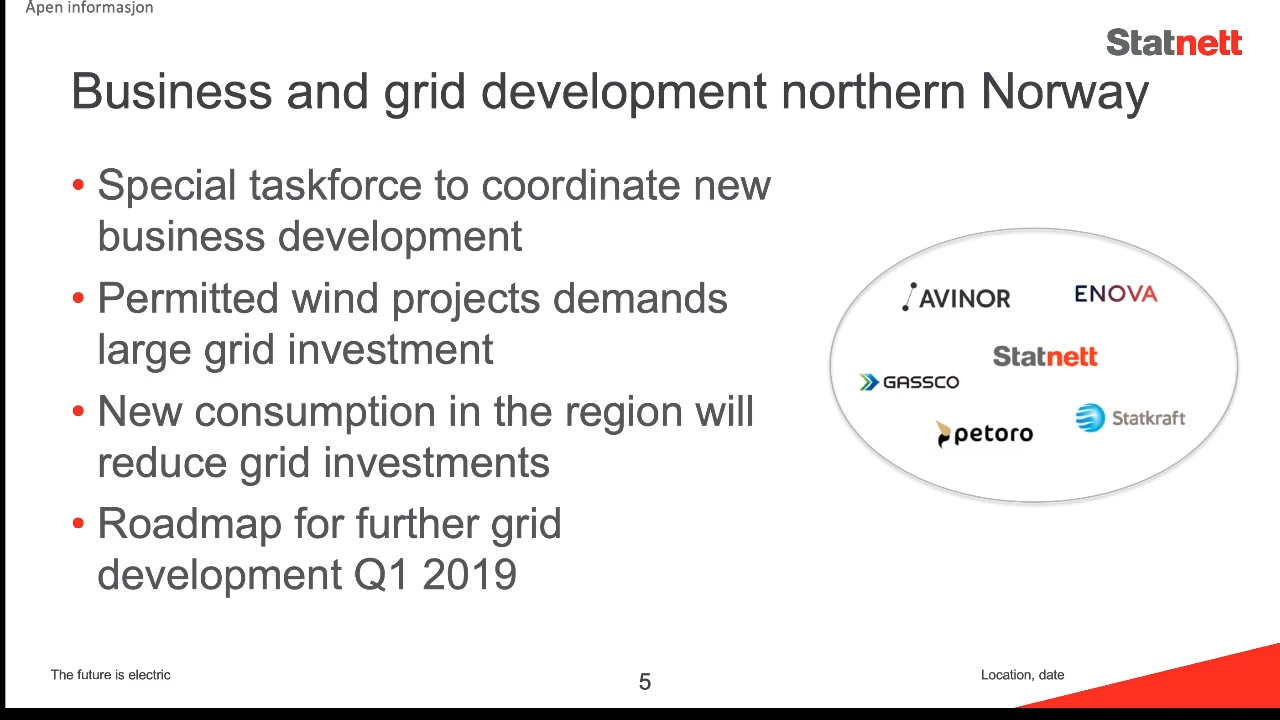 Åpen informasjon
Statnett
Business and grid development northern Norway
• Special taskforce to coordinate new
business development
• Permitted wind projects demands
large grid investment
• New consumption in the region will
reduce grid investments
• Roadmap for further grid
development Q1 2019
AVINOR
ENOVA
Statnett
GASSCO
Statkraft
petoro
The future is electric
5
Location, date